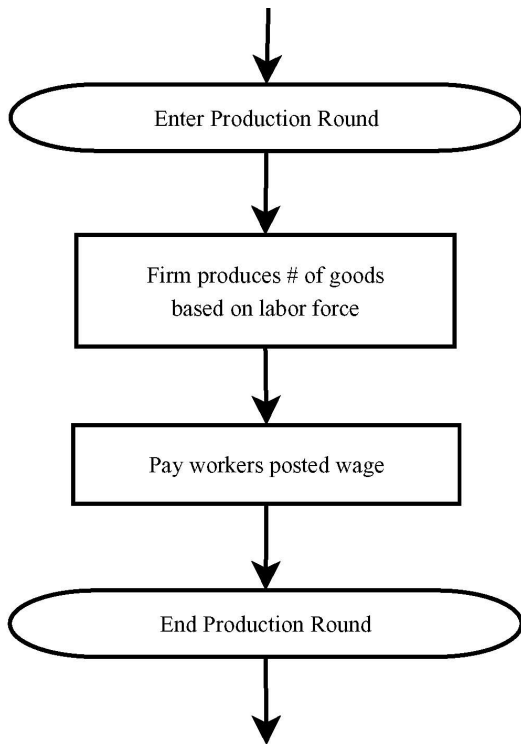 Enter Production Round
Firm produces # of goods
based on labor force
Pay workers posted wage
End Production Round